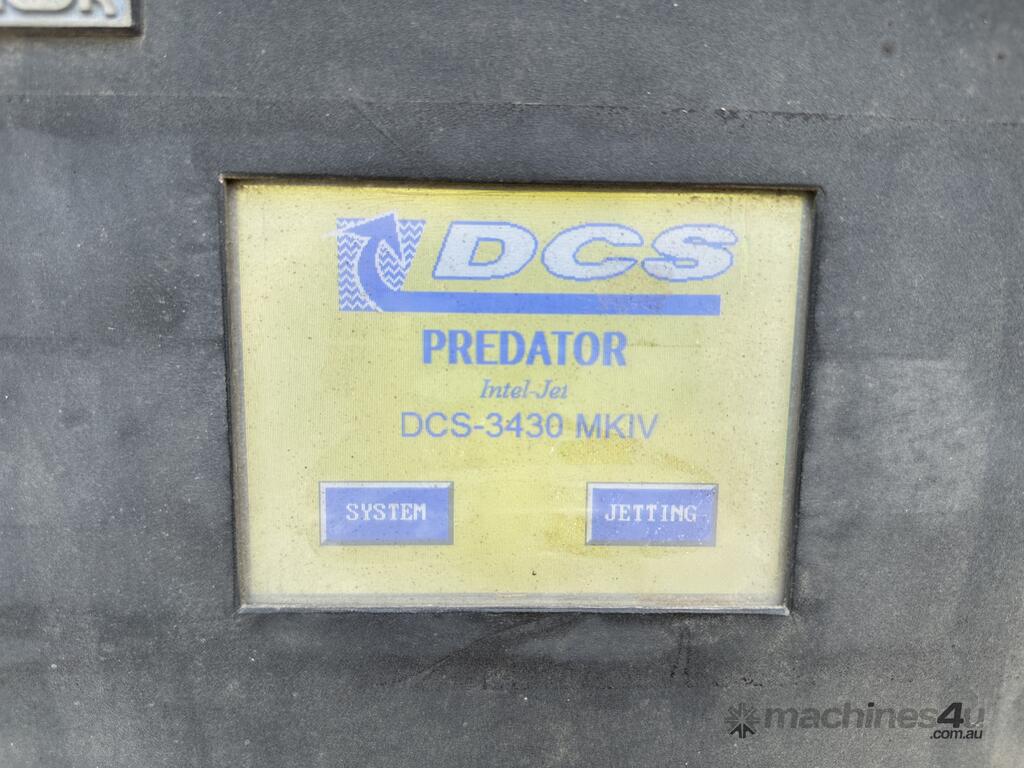 DCS
PREDATOR
Intel-Jet
DCS-3430 MKIV
SYSTEM
JETTING
machines4u
.com.au